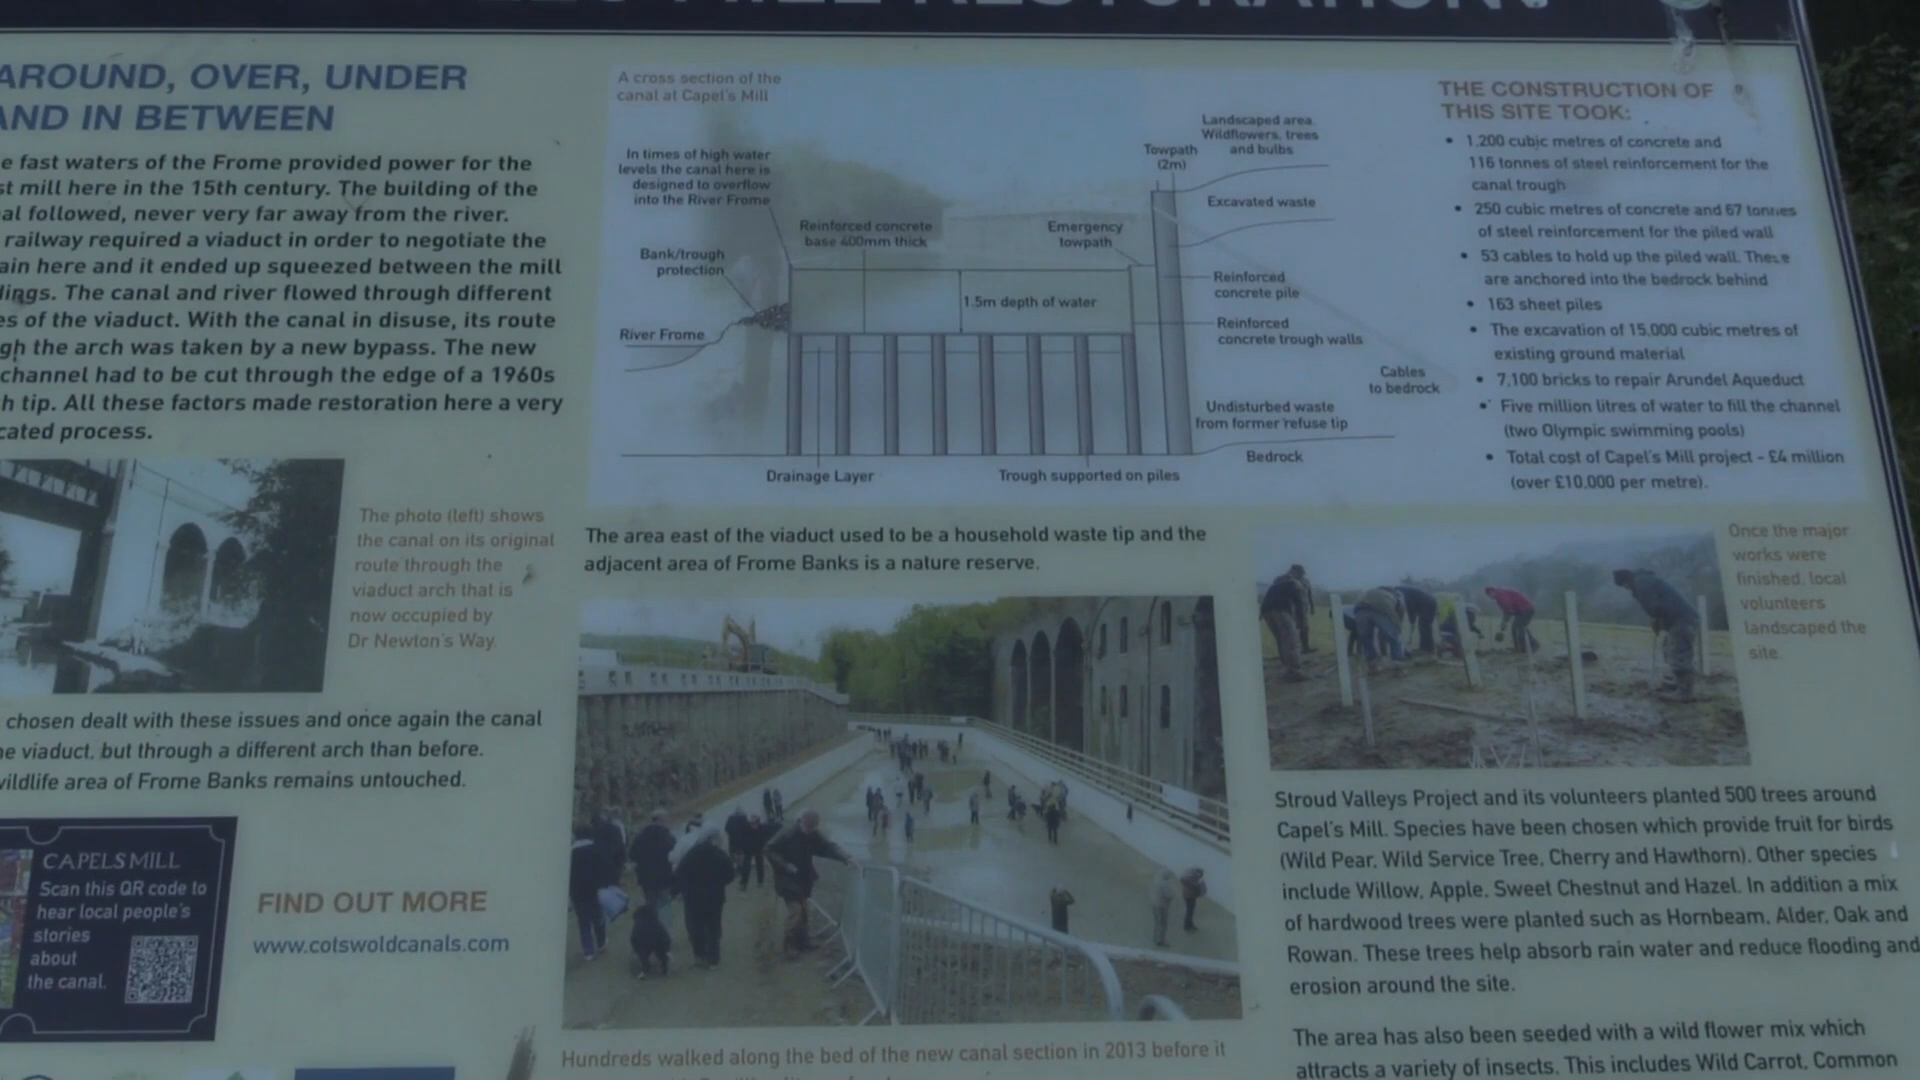 MILL RESTORATION
AROUND, OVER, UNDER
AND IN BETWEEN
fast waters of the Frome provided power for the
mill here in the 15th century. The building of the
followed, never very far away from the river.
railway required a viaduct in order to negotiate the
here and it ended up squeezed between the mill
The canal and river flowed through different
of the viaduct. With the canal in disuse, its route
the arch was taken by a new bypass. The new
channel had to be cut through the edge of a 1960s
tip. All these factors made restoration here a very
process.
The photo (left) shows
the canal on its original
route through the
viaduct arch that is
now occupied by
Dr Newton's Way.
chosen dealt with these issues and once again the canal
viaduct, but through a different arch than before.
wildlife area of Frome Banks remains untouched.
CAPELS MILL
Scan this QR code to
hear local people's
stories
about
the canal.
FIND OUT MORE
www.cotswoldcanals.com
A cross section of the
canal at Capel's Mill
In times of high water
levels the canal here is
designed to overflow
into the River Frome
Bank/trough
protection
River Frome
Reinforced concrete
base 400mm thick
1.5m depth of water
Emergency
towpath
Towpath
(2m)
Landscaped area.
Wildflowers, trees
and bulbs
Excavated waste
Reinforced
concrete pile
Reinforced
concrete trough walls
Cables
to bedrock
Undisturbed waste
from former refuse tip
Bedrock
Drainage Layer
Trough supported on piles
The area east of the viaduct used to be a household waste tip and the
adjacent area of Frome Banks is a nature reserve.
Hundreds walked along the bed of the new canal section in 2013 before it
THE CONSTRUCTION OF
THIS SITE TOOK:
• 1,200 cubic metres of concrete and
116 tonnes of steel reinforcement for the
canal trough
• 250 cubic metres of concrete and 67 tonnes
of steel reinforcement for the piled wall
• 53 cables to hold up the piled wall. These
are anchored into the bedrock behind
• 163 sheet piles
• The excavation of 15,000 cubic metres of
existing ground material
• 7,100 bricks to repair Arundel Aqueduct
• Five million litres of water to fill the channel
(two Olympic swimming pools)
• Total cost of Capel's Mill project - £4 million
(over £10,000 per metre).
Once the major
works were
finished, local
volunteers
landscaped the
site.
Stroud Valleys Project and its volunteers planted 500 trees around
Capel's Mill. Species have been chosen which provide fruit for birds
(Wild Pear, Wild Service Tree, Cherry and Hawthorn). Other species
include Willow, Apple, Sweet Chestnut and Hazel. In addition a mix
of hardwood trees were planted such as Hornbeam, Alder, Oak and
Rowan. These trees help absorb rain water and reduce flooding and
erosion around the site.
The area has also been seeded with a wild flower mix which
attracts a variety of insects. This includes Wild Carrot, Common